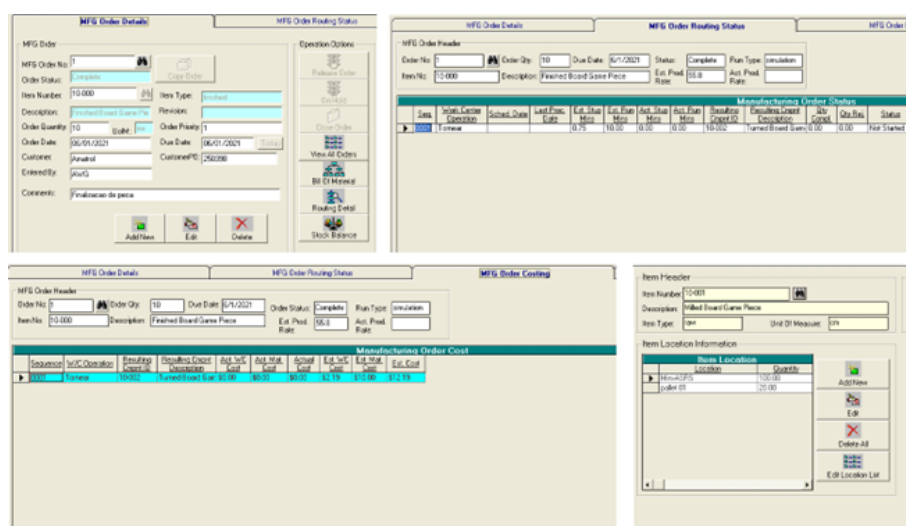 MFG Order Details
MFG Order Routing Status
MFG Order
MFG Order No: 1
Order Status: Complete
Copy Order
Item Number: 10-000
Item Type: finished
Description: Finished Board Game Pie
Revision:
Order Quantity: 10
UofM:
Order Priority: 1
Order Date: 06/01/2021
Due Date: 06/01/2021
Today
Customer: Amatrol
CustomerPO: 250398
Entered By: AWG
Comments: Finalizacao da peca
Add New
Edit
Delete
Operation Options
Release Order
On Hold
Close Order
View All Orders
Bill Of Material
Routing Detail
Stock Balance
MFG Order Details
MFG Order Routing Status
MFG Order
MFG Order Header
Order No: 1
Order Qty: 10
Due Date: 6/1/2021
Status: Complete
Run Type: simulation
Item No: 10-000
Description: Finished Board Game Piece
Est. Prod. Rate: 55.8
Act. Prod. Rate:
Manufacturing Order Status
Seq. Work Center Operation Sched. Date Last Proc. Date Est. Stup Mins Est. Run Mins Act. Stup Mins Act. Run Mins Resulting Cmpnt ID Resulting Cmpnt Description Qty Compl. Qty Rej. Status
0001 Tornear 0.75 10.00 0.00 0.00 10-002 Turned Board Gam 0.00 0.00 Not Started
MFG Order Details
MFG Order Routing Status
MFG Order Costing
MFG Order Header
Order No: 1
Order Qty: 10
Due Date: 6/1/2021
Order Status: Complete
Run Type: simulation
Item No: 10-000
Description: Finished Board Game Piece
Est. Prod. Rate: 55.8
Act. Prod. Rate:
Manufacturing Order Cost
Sequence W/C Operation Resulting Cmpnt ID Resulting Cmpnt Description Act. W/C Cost Act. Mat. Cost Actual Cost Est. W/C Cost Est. Mat. Cost Est. Cost
0001 Tornear 10-002 Turned Board Gam $0.00 $0.00 $0.00 $2.19 $10.00 $12.19
Item Header
Item Number: 10-001
Description: Milled Board Game Piece
Item Type: raw
Unit Of Measure: cm
Item Location Information
Item Location
Location Quantity
MiniASRS 100.00
pallet 01 20.00
Add New
Edit
Delete All
Edit Location List